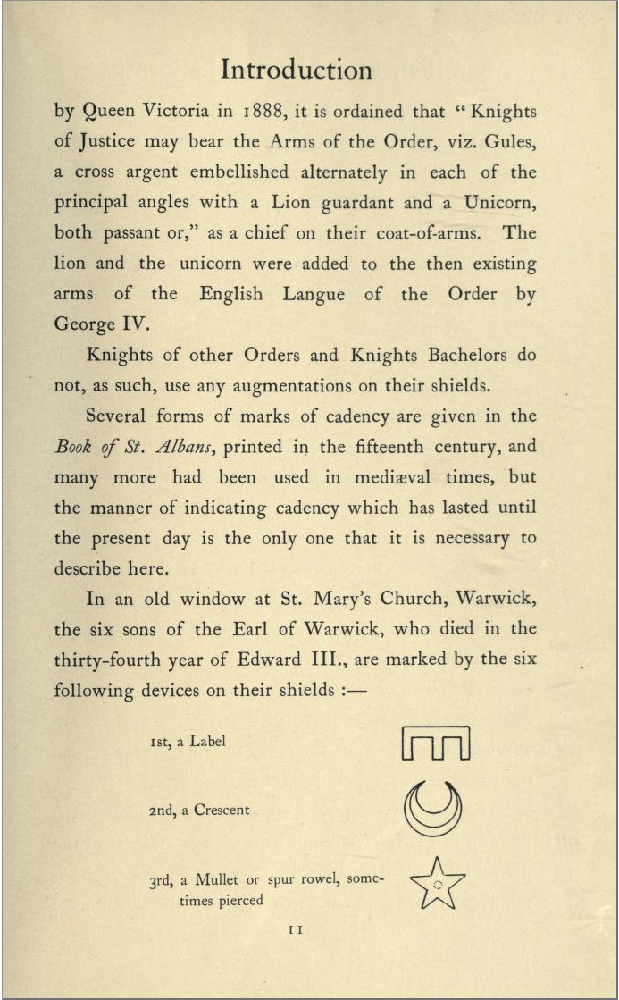 Introduction
by Queen Victoria in 1888, it is ordained that “Knights
of Justice may bear the Arms of the Order, viz. Gules,
a cross argent embellished alternately in each of the
principal angles with a Lion guardant and a Unicorn,
both passant or,” as a chief on their coat-of-arms. The
lion and the unicorn were added to the then existing
arms of the English Langue of the Order by
George IV.
Knights of other Orders and Knights Bachelors do
not, as such, use any augmentations on their shields.
Several forms of marks of cadency are given in the
Book of St. Albans, printed in the fifteenth century, and
many more had been used in mediæval times, but
the manner of indicating cadency which has lasted until
the present day is the only one that it is necessary to
describe here.
In an old window at St. Mary’s Church, Warwick,
the six sons of the Earl of Warwick, who died in the
thirty-fourth year of Edward III., are marked by the six
following devices on their shields :—
1st, a Label
2nd, a Crescent
3rd, a Mullet or spur rowel, some-
times pierced
11